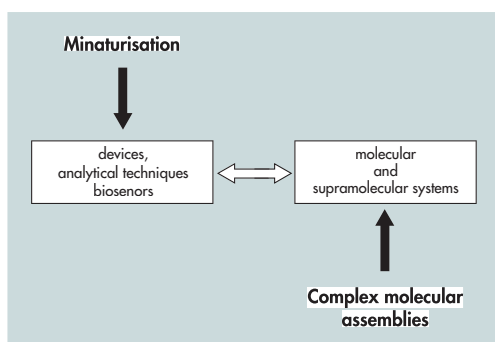 Minaturisation
devices,
analytical techniques
biosenors
molecular
and
supramolecular systems
Complex molecular
assemblies